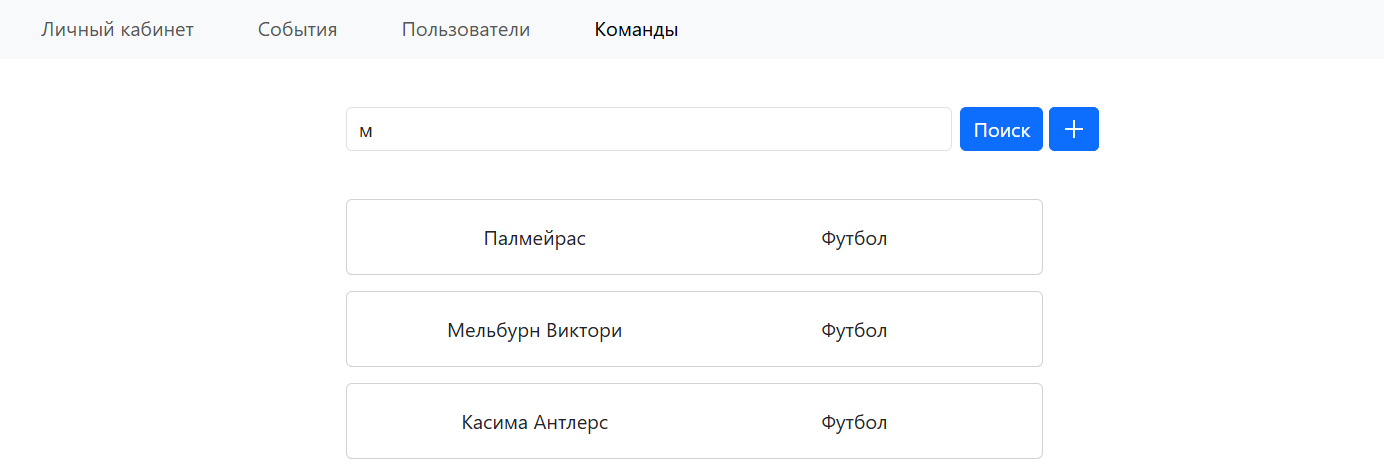 Личный кабинет События Пользователи Команды
м Поиск
Палмейрас Футбол
Мельбурн Виктори Футбол
Касима Антлерс Футбол